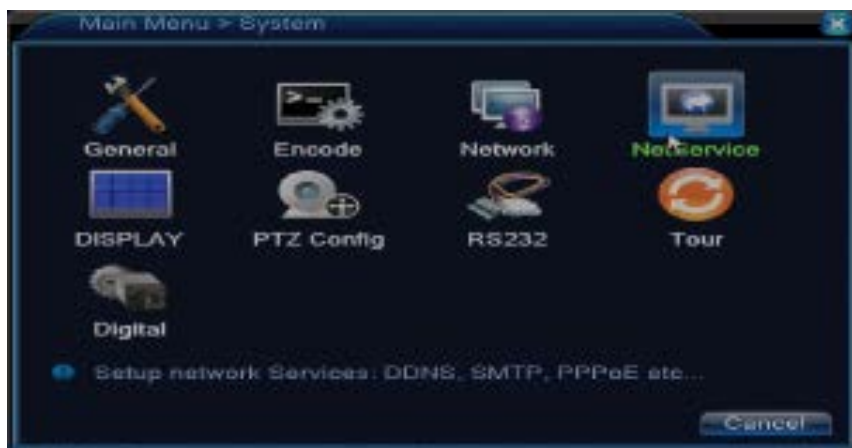 Main Menu > System
General Encode Network NetService
DISPLAY PTZ Config RS232 Tour
Digital
Setup network Services: DDNS, SMTP, PPPoE etc...
Cancel